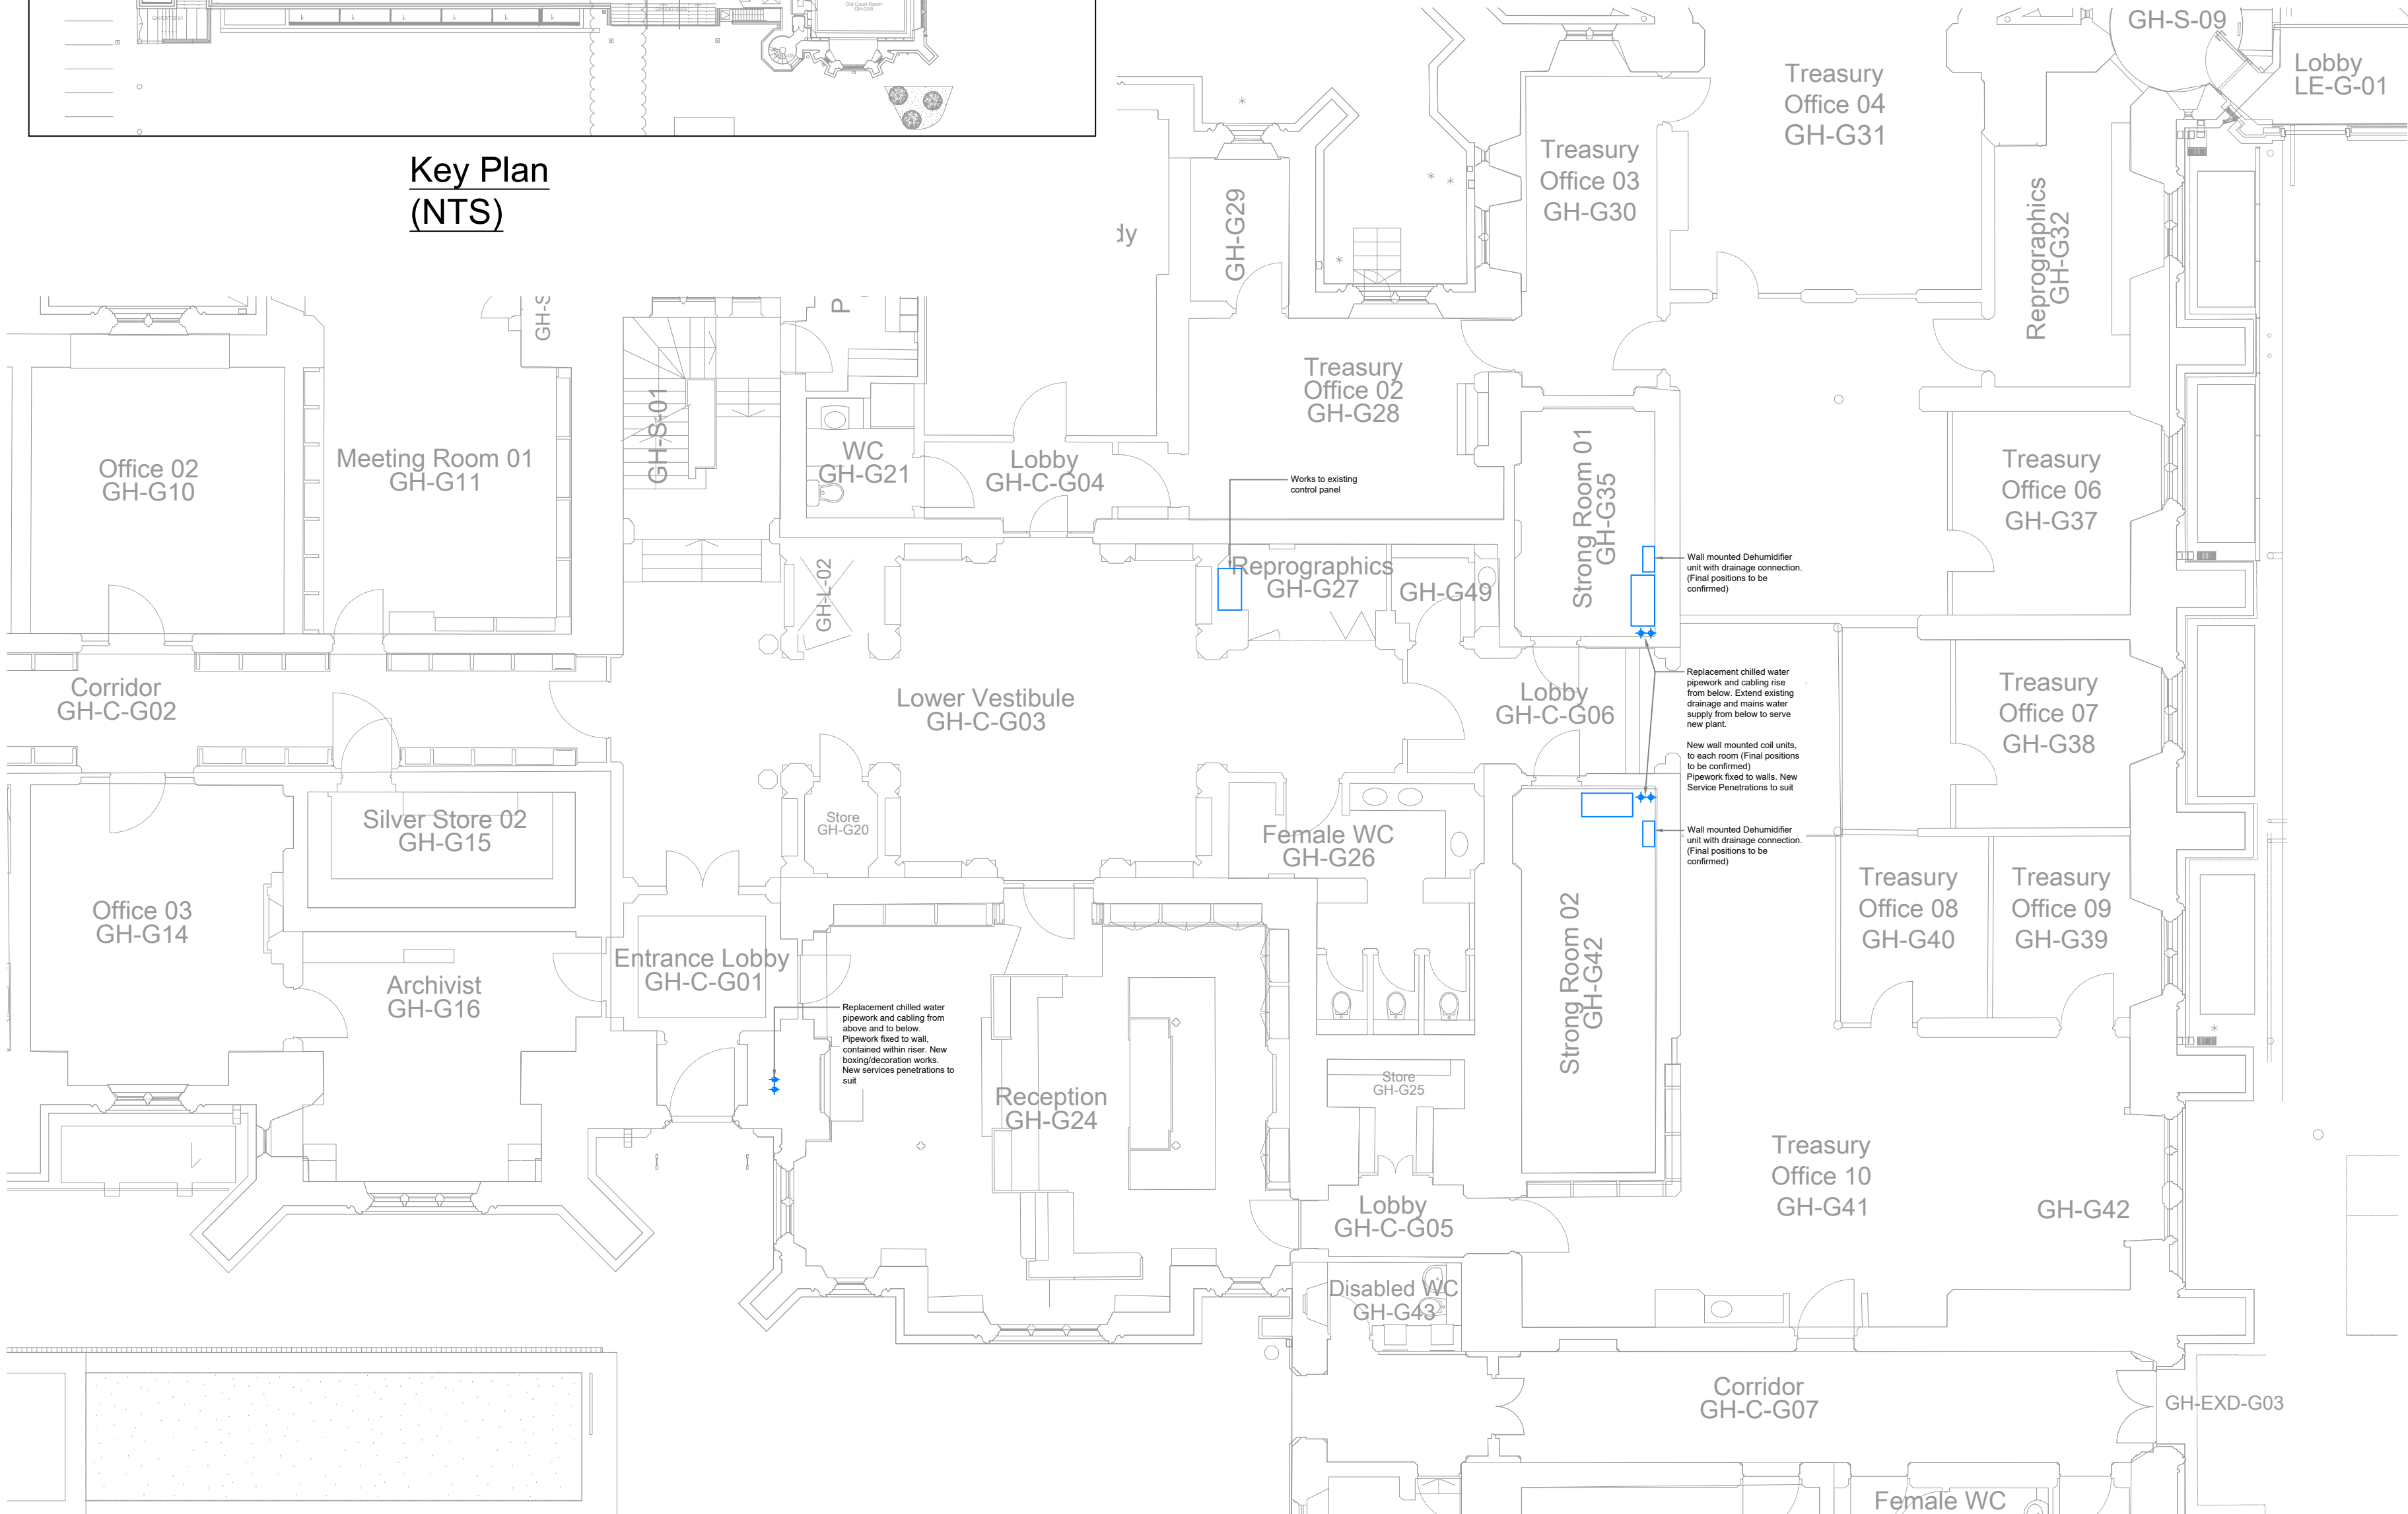 Old Court Room
GH-G50
Key Plan
(NTS)
GH-S-09
Lobby
LE-G-01
Treasury
Office 04
GH-G31
Treasury
Office 03
GH-G30
GH-G29
Reprographics
GH-G32
dy
GH-S
P
GH-S-01
Office 02
GH-G10
Meeting Room 01
GH-G11
WC
GH-G21
Lobby
GH-C-G04
Treasury
Office 02
GH-G28
Works to existing
control panel
Strong Room 01
GH-G35
Treasury
Office 06
GH-G37
GH-L-02
Reprographics
GH-G27
GH-G49
Wall mounted Dehumidifier
unit with drainage connection.
(Final positions to be
confirmed)
Corridor
GH-C-G02
Lower Vestibule
GH-C-G03
Lobby
GH-C-G06
Replacement chilled water
pipework and cabling rise
from below. Extend existing
drainage and mains water
supply from below to serve
new plant.
New wall mounted coil units,
to each room (Final positions
to be confirmed)
Pipework fixed to walls. New
Service Penetrations to suit
Treasury
Office 07
GH-G38
Silver Store 02
GH-G15
Store
GH-G20
Female WC
GH-G26
Wall mounted Dehumidifier
unit with drainage connection.
(Final positions to be
confirmed)
Office 03
GH-G14
Archivist
GH-G16
Entrance Lobby
GH-C-G01
Strong Room 02
GH-G42
Treasury
Office 08
GH-G40
Treasury
Office 09
GH-G39
Replacement chilled water
pipework and cabling from
above and to below.
Pipework fixed to wall,
contained within riser. New
boxing/decoration works.
New services penetrations to
suit
Reception
GH-G24
Store
GH-G25
Treasury
Office 10
GH-G41
GH-G42
Lobby
GH-C-G05
Disabled WC
GH-G43
Corridor
GH-C-G07
GH-EXD-G03
Female WC